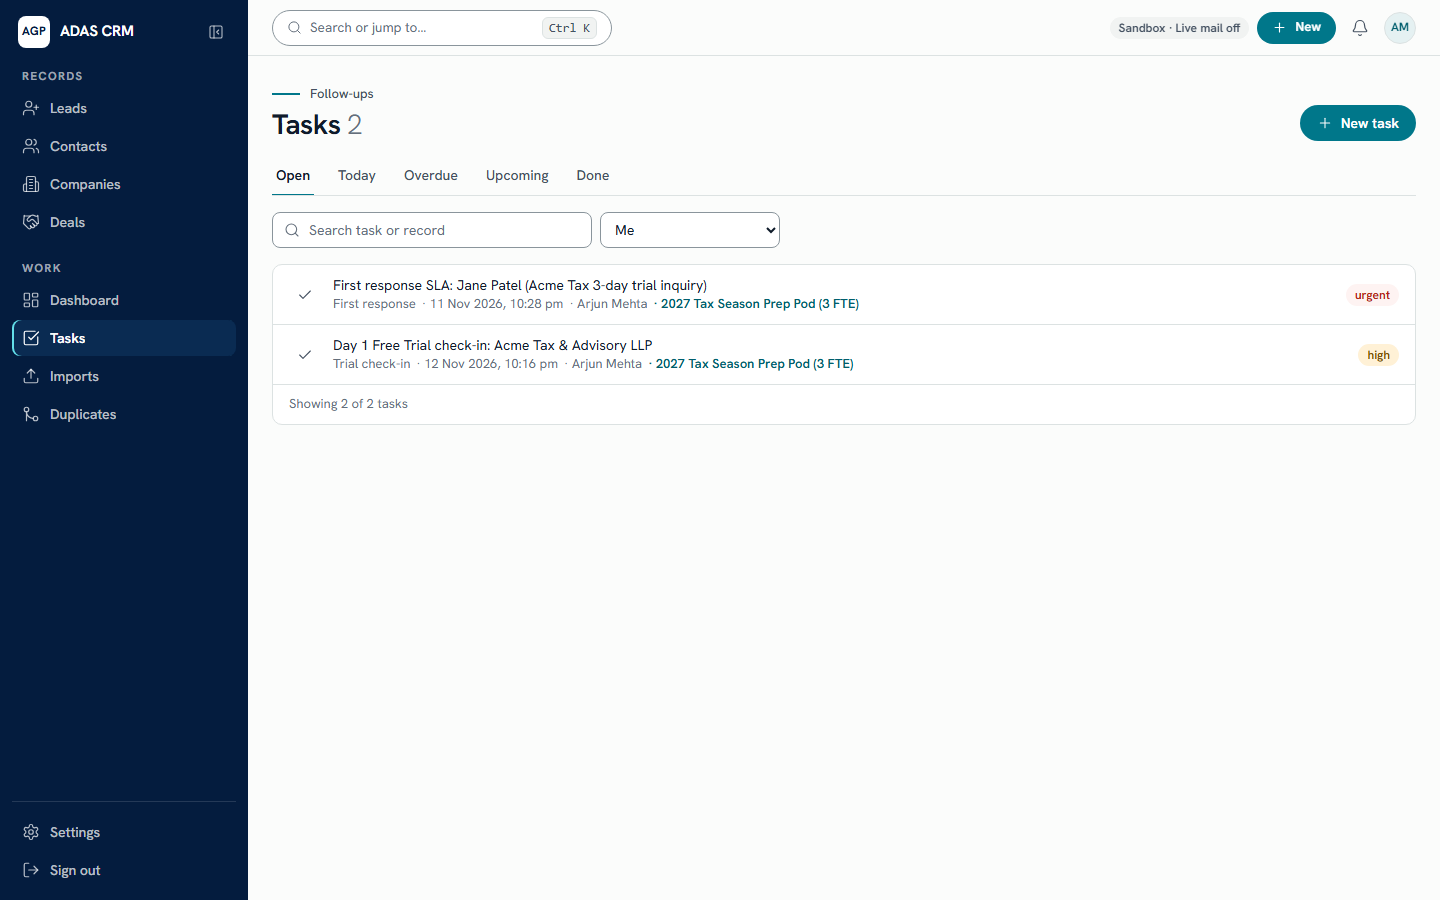 AGP ADAS CRM
RECORDS
Leads
Contacts
Companies
Deals
WORK
Dashboard
Tasks
Imports
Duplicates
Settings
Sign out
Search or jump to... Ctrl K
Sandbox · Live mail off
+ New
AM
Follow-ups
Tasks 2
+ New task
Open Today Overdue Upcoming Done
Search task or record
Me
First response SLA: Jane Patel (Acme Tax 3-day trial inquiry)
First response · 11 Nov 2026, 10:28 pm · Arjun Mehta · 2027 Tax Season Prep Pod (3 FTE)
urgent
Day 1 Free Trial check-in: Acme Tax & Advisory LLP
Trial check-in · 12 Nov 2026, 10:16 pm · Arjun Mehta · 2027 Tax Season Prep Pod (3 FTE)
high
Showing 2 of 2 tasks